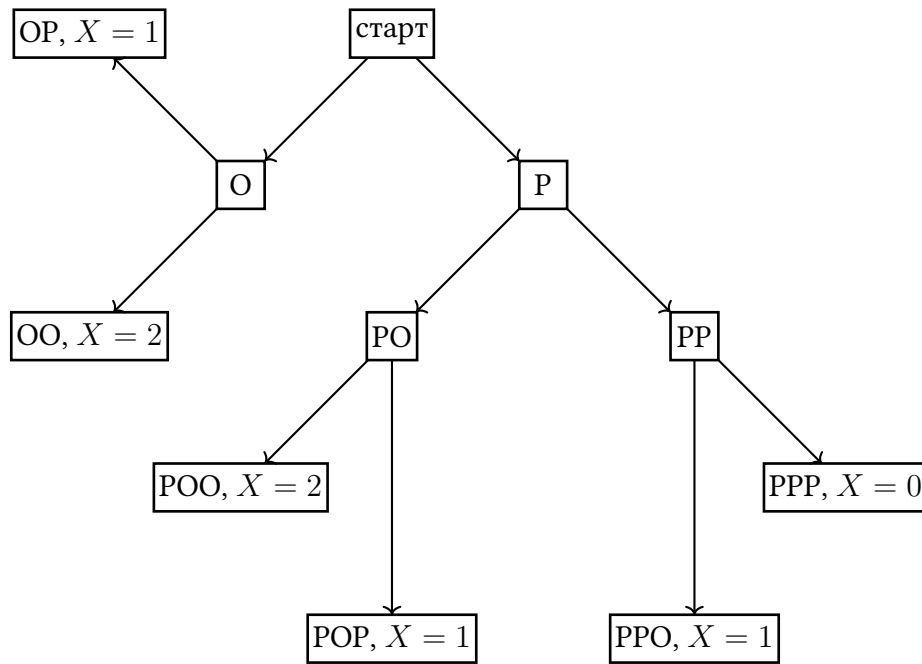 ОР, X = 1
старт
О
Р
ОО, X = 2
РО
РР
РОО, X = 2
РРР, X = 0
РОР, X = 1
РРО, X = 1